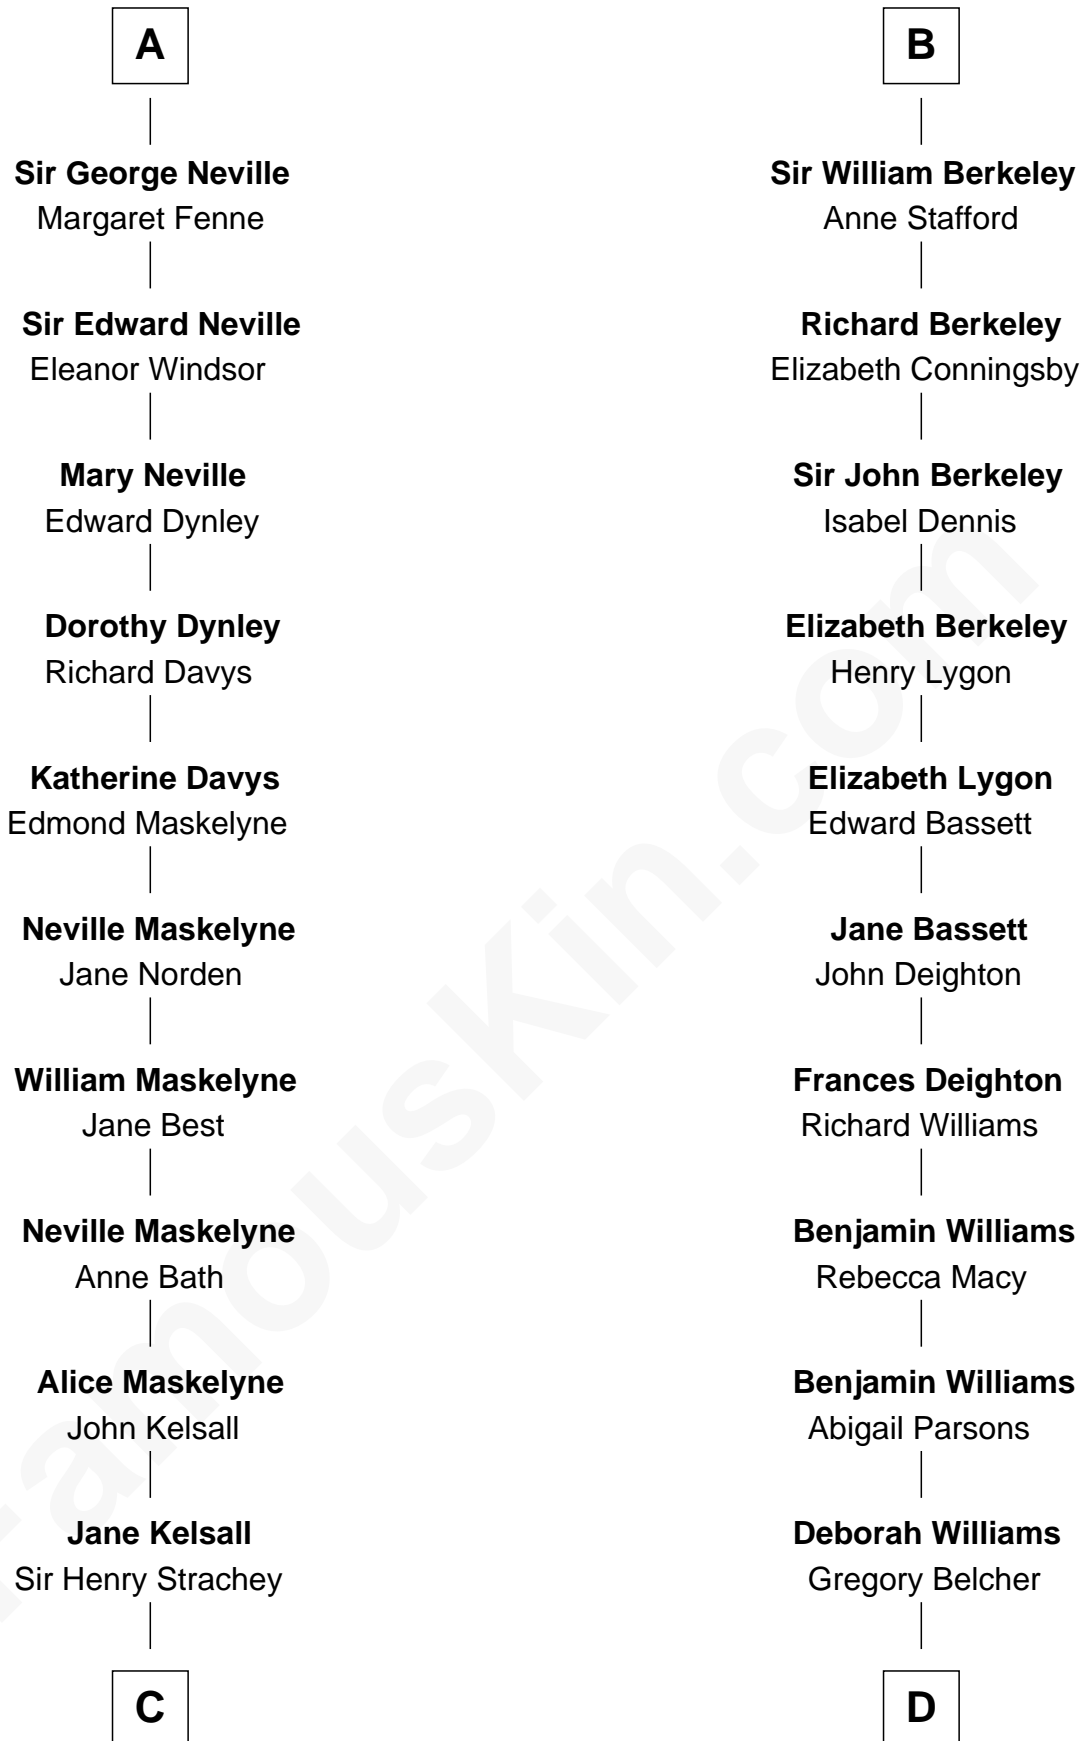 A
Sir George Neville
Margaret Fenne
Sir Edward Neville
Eleanor Windsor
Mary Neville
Edward Dynley
Dorothy Dynley
Richard Davys
Katherine Davys
Edmond Maskelyne
Neville Maskelyne
Jane Norden
William Maskelyne
Jane Best
Neville Maskelyne
Anne Bath
Alice Maskelyne
John Kelsall
Jane Kelsall
Sir Henry Strachey
C
B
Sir William Berkeley
Anne Stafford
Richard Berkeley
Elizabeth Conningsby
Sir John Berkeley
Isabel Dennis
Elizabeth Berkeley
Henry Lygon
Elizabeth Lygon
Edward Bassett
Jane Bassett
John Deighton
Frances Deighton
Richard Williams
Benjamin Williams
Rebecca Macy
Benjamin Williams
Abigail Parsons
Deborah Williams
Gregory Belcher
D
FamousKin.com